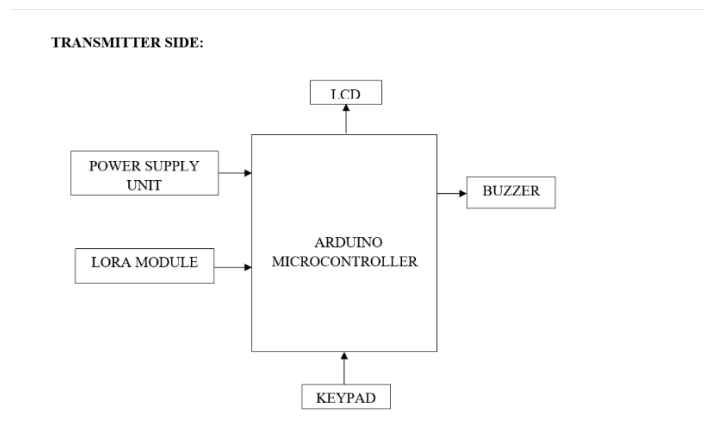 TRANSMITTER SIDE:
LCD
POWER SUPPLY
UNIT
BUZZER
LORA MODULE
ARDUINO
MICROCONTROLLER
KEYPAD